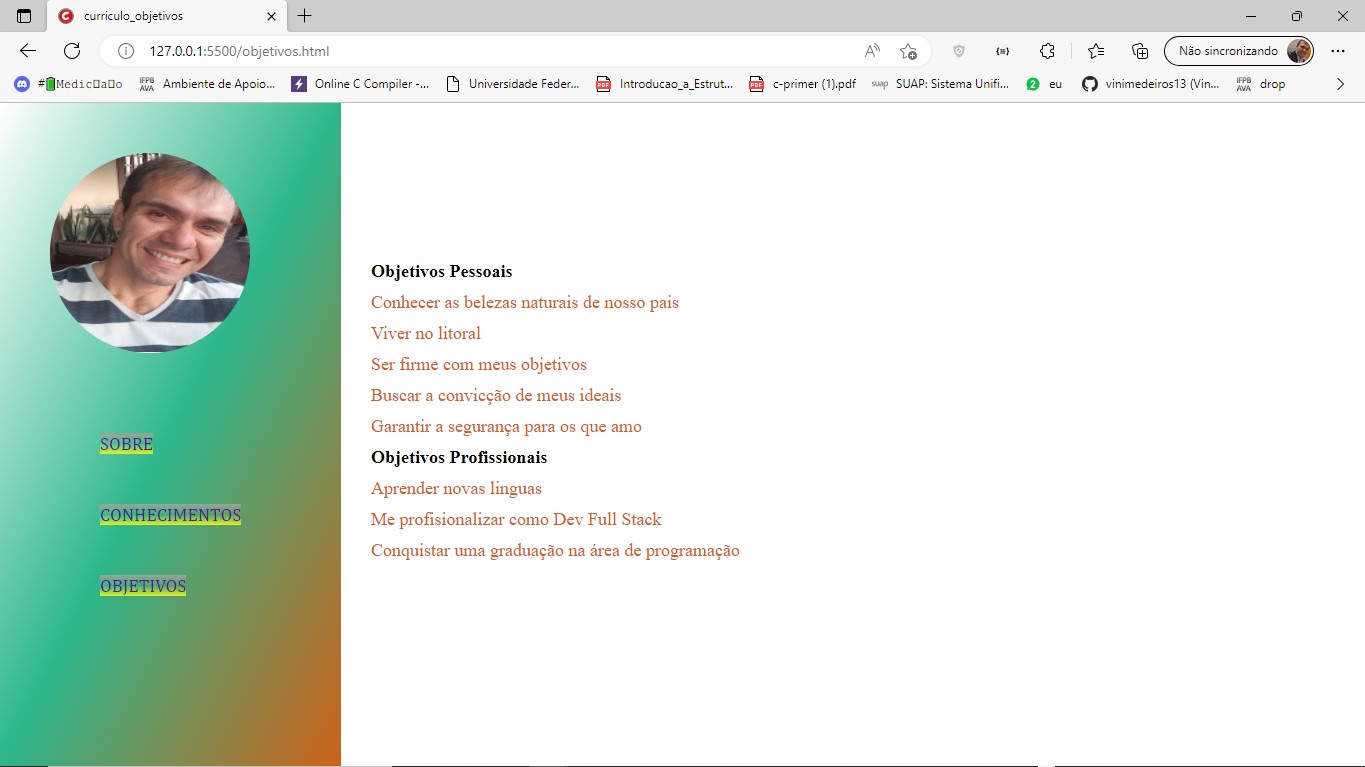 curriculo_objetivos
127.0.0.1:5500/objetivos.html
Não sincronizando
IFPB AVA Ambiente de Apoio...
Online C Compiler -...
Universidade Feder...
PDF Introducao_a_Estrut...
PDF c-primer (1).pdf
suap SUAP: Sistema Unifi...
2 eu
vinimedeiros13 (Vin...
IFPB AVA drop
SOBRE
CONHECIMENTOS
OBJETIVOS
Objetivos Pessoais
Conhecer as belezas naturais de nosso pais
Viver no litoral
Ser firme com meus objetivos
Buscar a convicção de meus ideais
Garantir a segurança para os que amo
Objetivos Profissionais
Aprender novas linguas
Me profisionalizar como Dev Full Stack
Conquistar uma graduação na área de programação